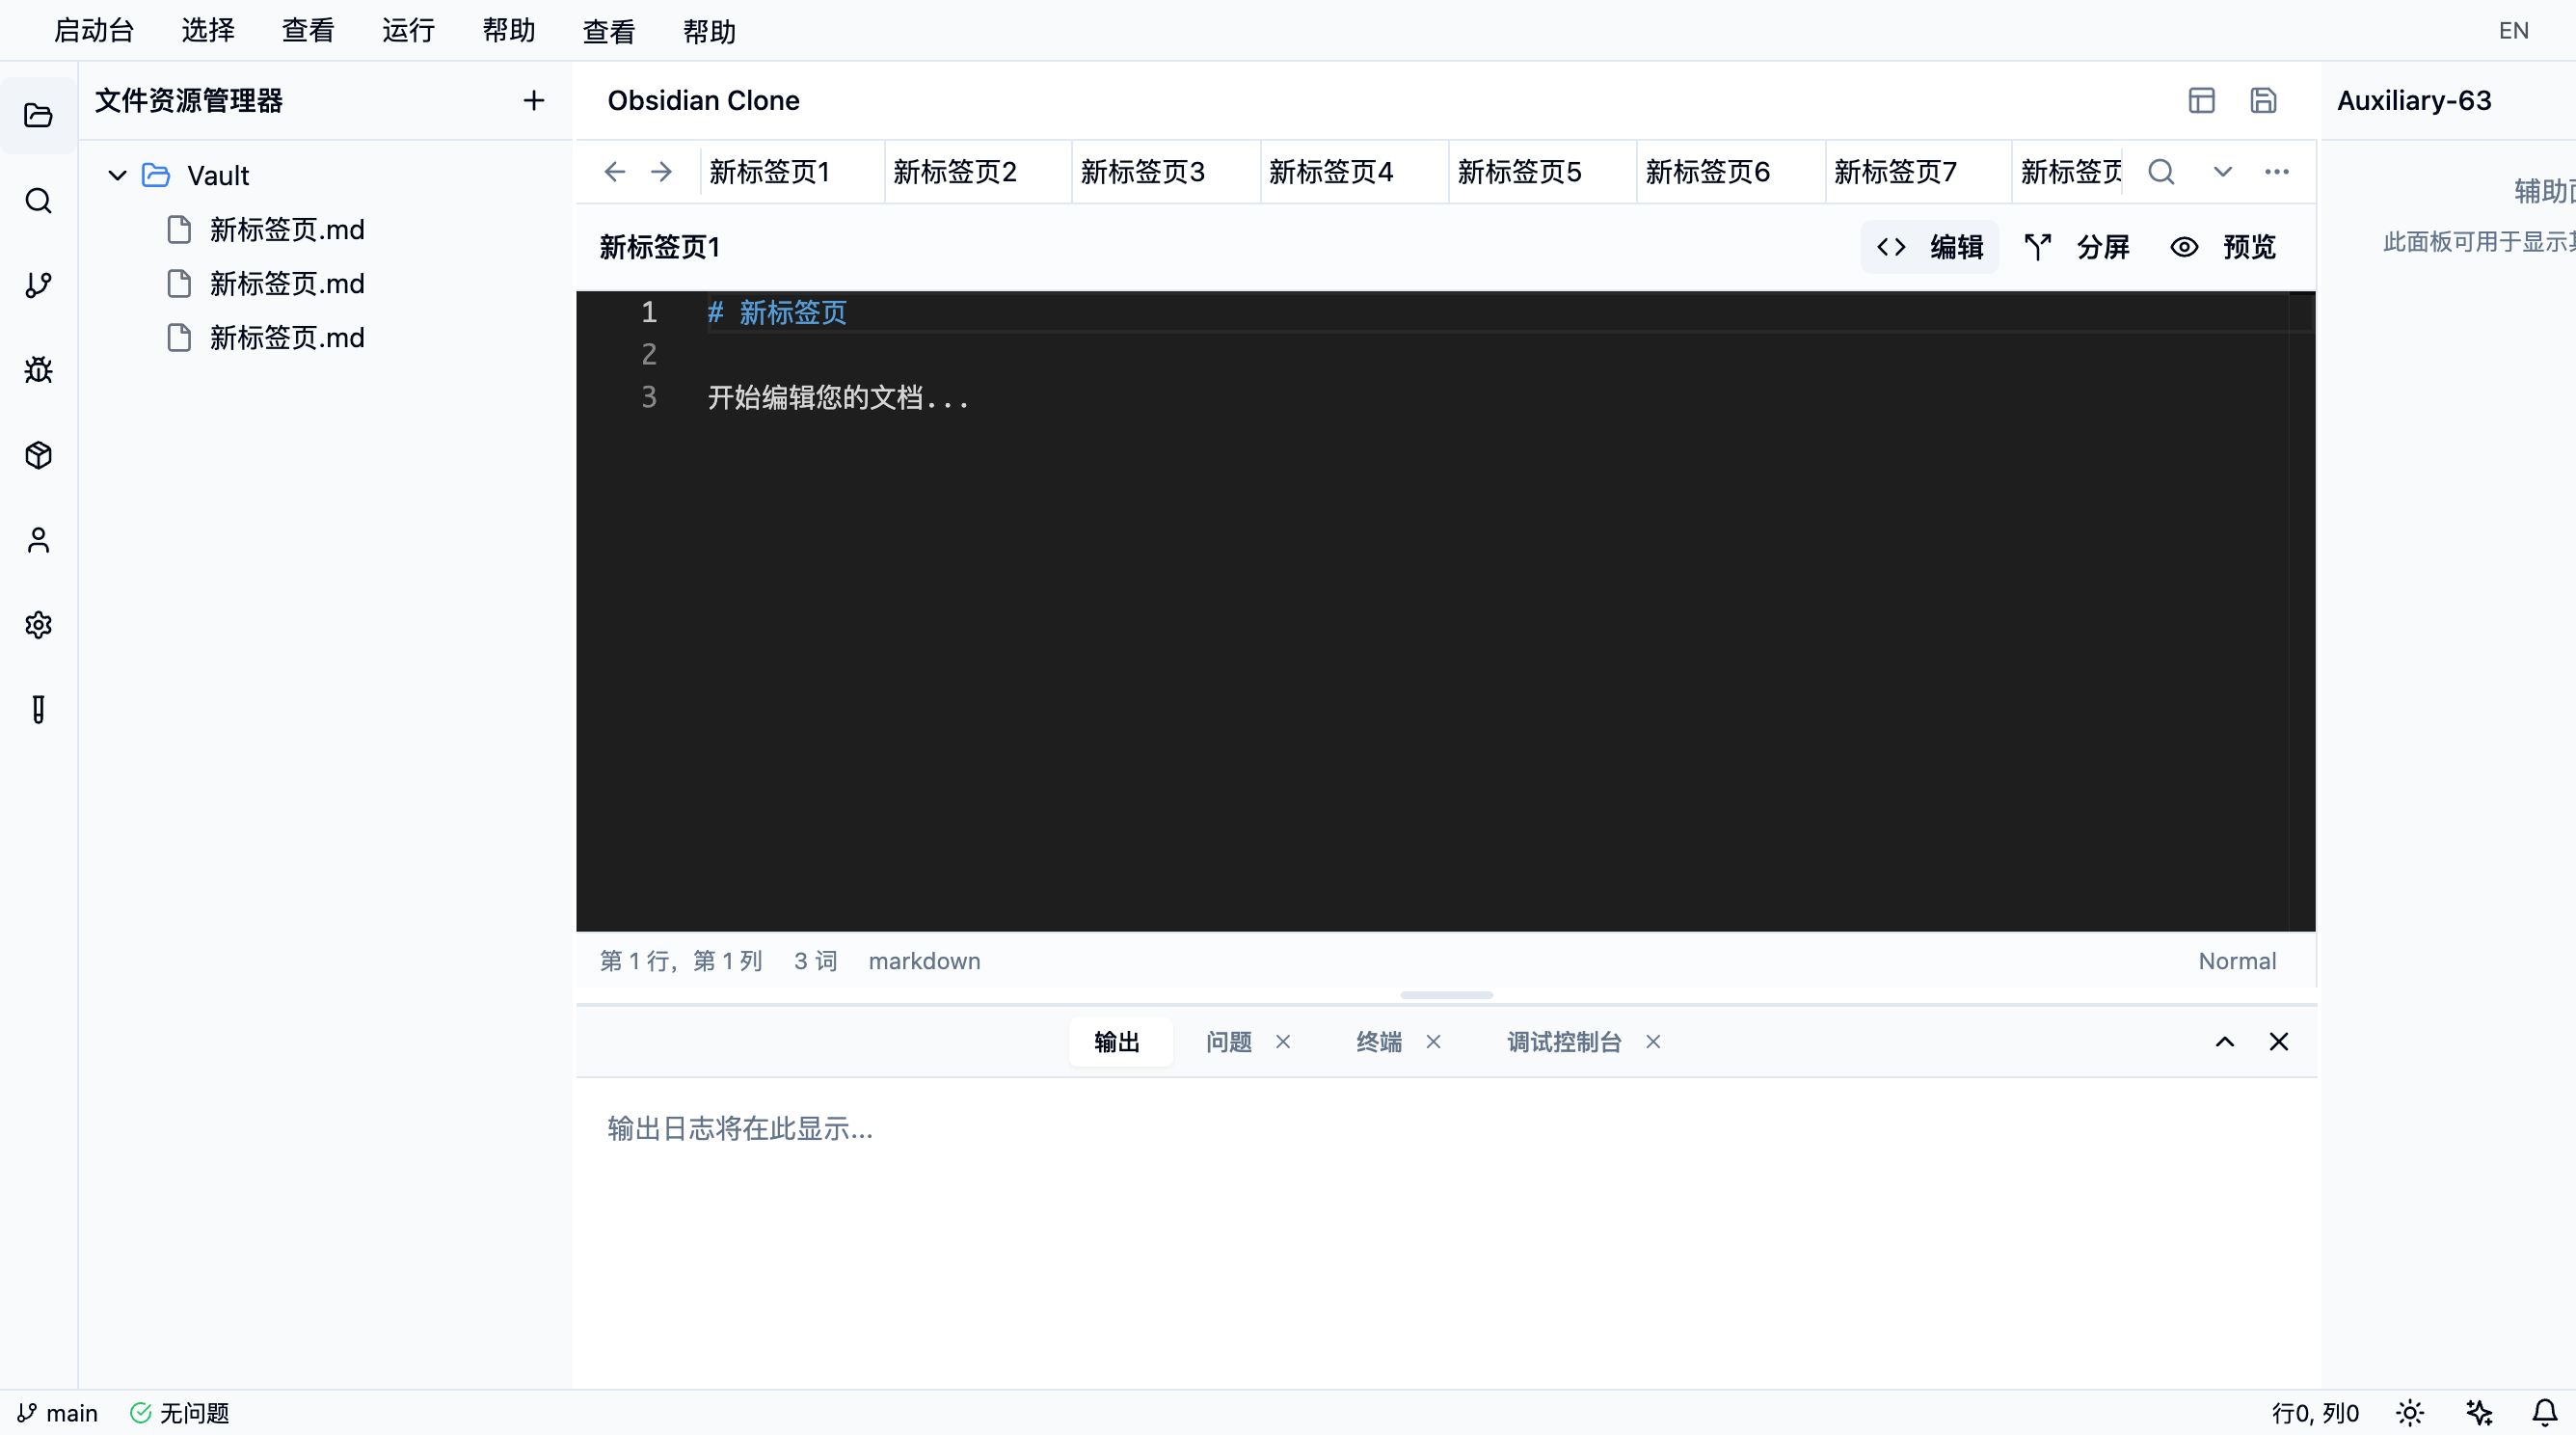 启动台 选择 查看 运行 帮助 查看 帮助 EN
文件资源管理器
Vault
新标签页.md
新标签页.md
新标签页.md
Obsidian Clone
新标签页1 新标签页2 新标签页3 新标签页4 新标签页5 新标签页6 新标签页7 新标签页
新标签页1 编辑 分屏 预览
1 # 新标签页
2
3 开始编辑您的文档...
第 1 行，第 1 列 3 词 markdown Normal
输出 问题 终端 调试控制台
输出日志将在此显示...
Auxiliary-63
辅助
此面板可用于显示
main 无问题 行0, 列0